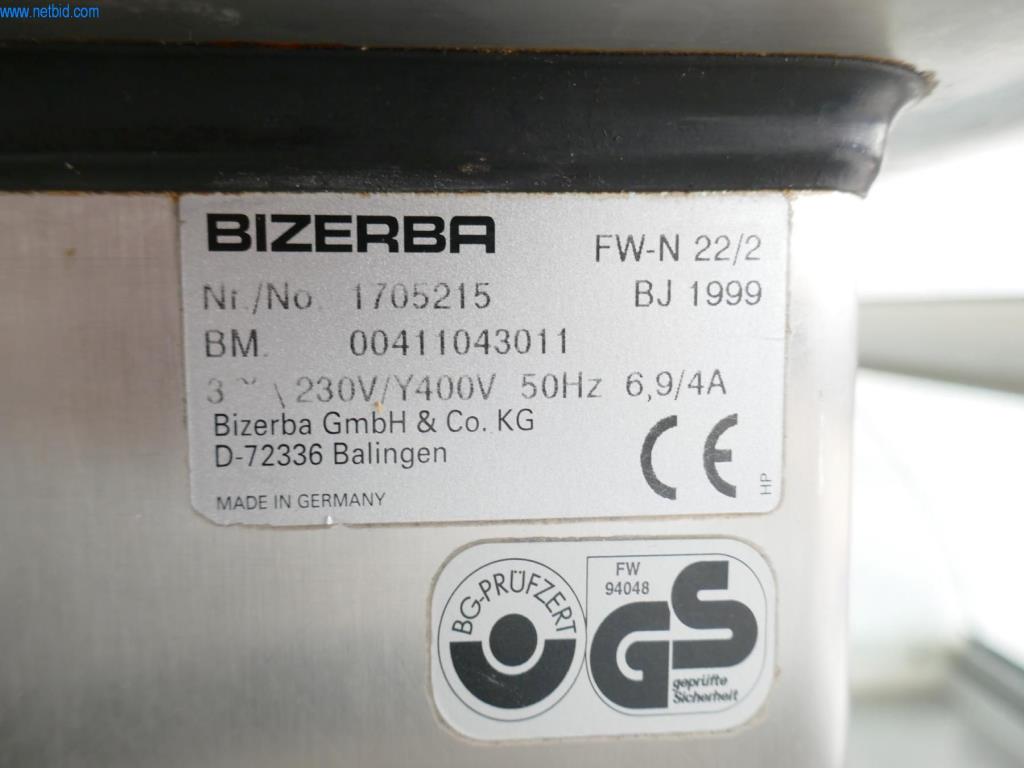 www.netbid.com
BIZERBA
FW-N 22/2
Nr./No. 1705215
BJ 1999
BM. 00411043011
3 230V/Y400V 50Hz 6,9/4A
Bizerba GmbH & Co. KG
D-72336 Balingen
CE
HP
MADE IN GERMANY
BG-PRÜFZERT
FW
94048
GS
geprüfte
Sicherheit